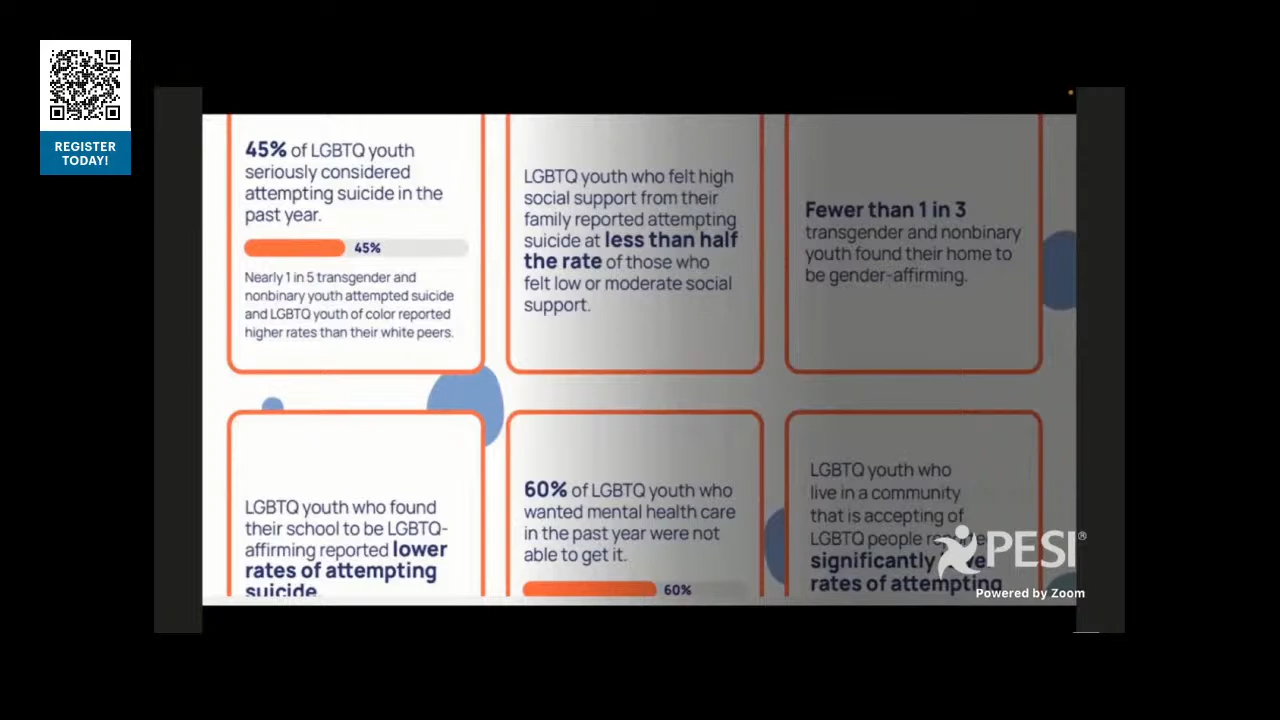 REGISTER
TODAY!
45% of LGBTQ youth
seriously considered
attempting suicide in the
past year.
45%
Nearly 1 in 5 transgender and
nonbinary youth attempted suicide
and LGBTQ youth of color reported
higher rates than their white peers.
LGBTQ youth who felt high
social support from their
family reported attempting
suicide at less than half
the rate of those who
felt low or moderate social
support.
Fewer than 1 in 3
transgender and nonbinary
youth found their home to
be gender-affirming.
LGBTQ youth who found
their school to be LGBTQ-
affirming reported lower
rates of attempting
suicide.
60% of LGBTQ youth who
wanted mental health care
in the past year were not
able to get it.
60%
LGBTQ youth who
live in a community
that is accepting of
LGBTQ people
significantly
rates of attempting
PESI®
Powered by Zoom